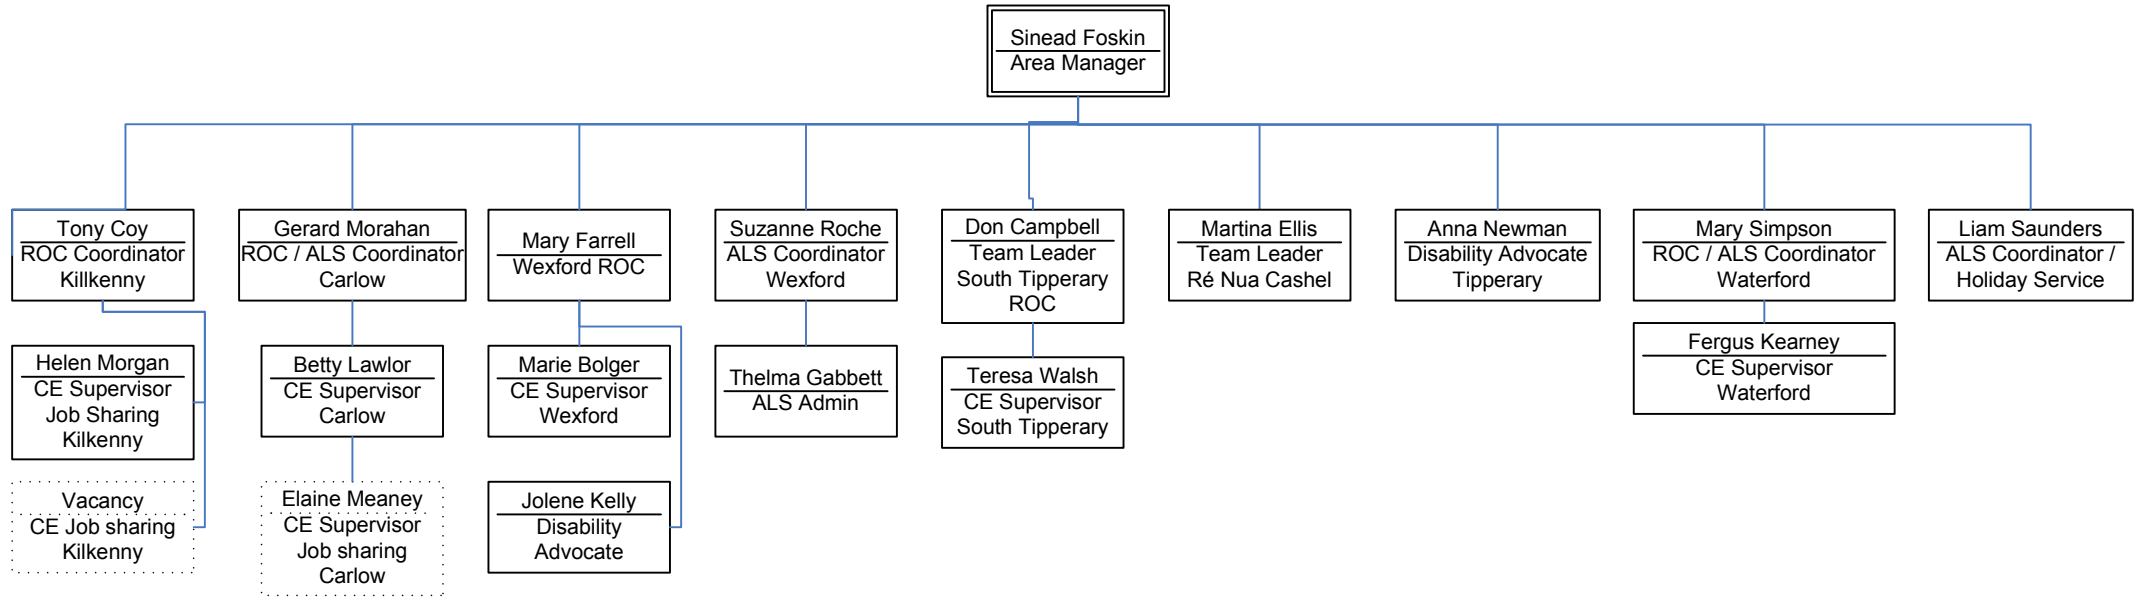 Sinead Foskin
Area Manager
Tony Coy
ROC Coordinator
Killkenny
Gerard Morahan
ROC / ALS Coordinator
Carlow
Mary Farrell
Wexford ROC
Suzanne Roche
ALS Coordinator
Wexford
Don Campbell
Team Leader
South Tipperary
ROC
Martina Ellis
Team Leader
Ré Nua Cashel
Anna Newman
Disability Advocate
Tipperary
Mary Simpson
ROC / ALS Coordinator
Waterford
Liam Saunders
ALS Coordinator /
Holiday Service
Helen Morgan
CE Supervisor
Job Sharing
Kilkenny
Betty Lawlor
CE Supervisor
Carlow
Marie Bolger
CE Supervisor
Wexford
Thelma Gabbett
ALS Admin
Teresa Walsh
CE Supervisor
South Tipperary
Fergus Kearney
CE Supervisor
Waterford
Vacancy
CE Job sharing
Kilkenny
Elaine Meaney
CE Supervisor
Job sharing
Carlow
Jolene Kelly
Disability
Advocate